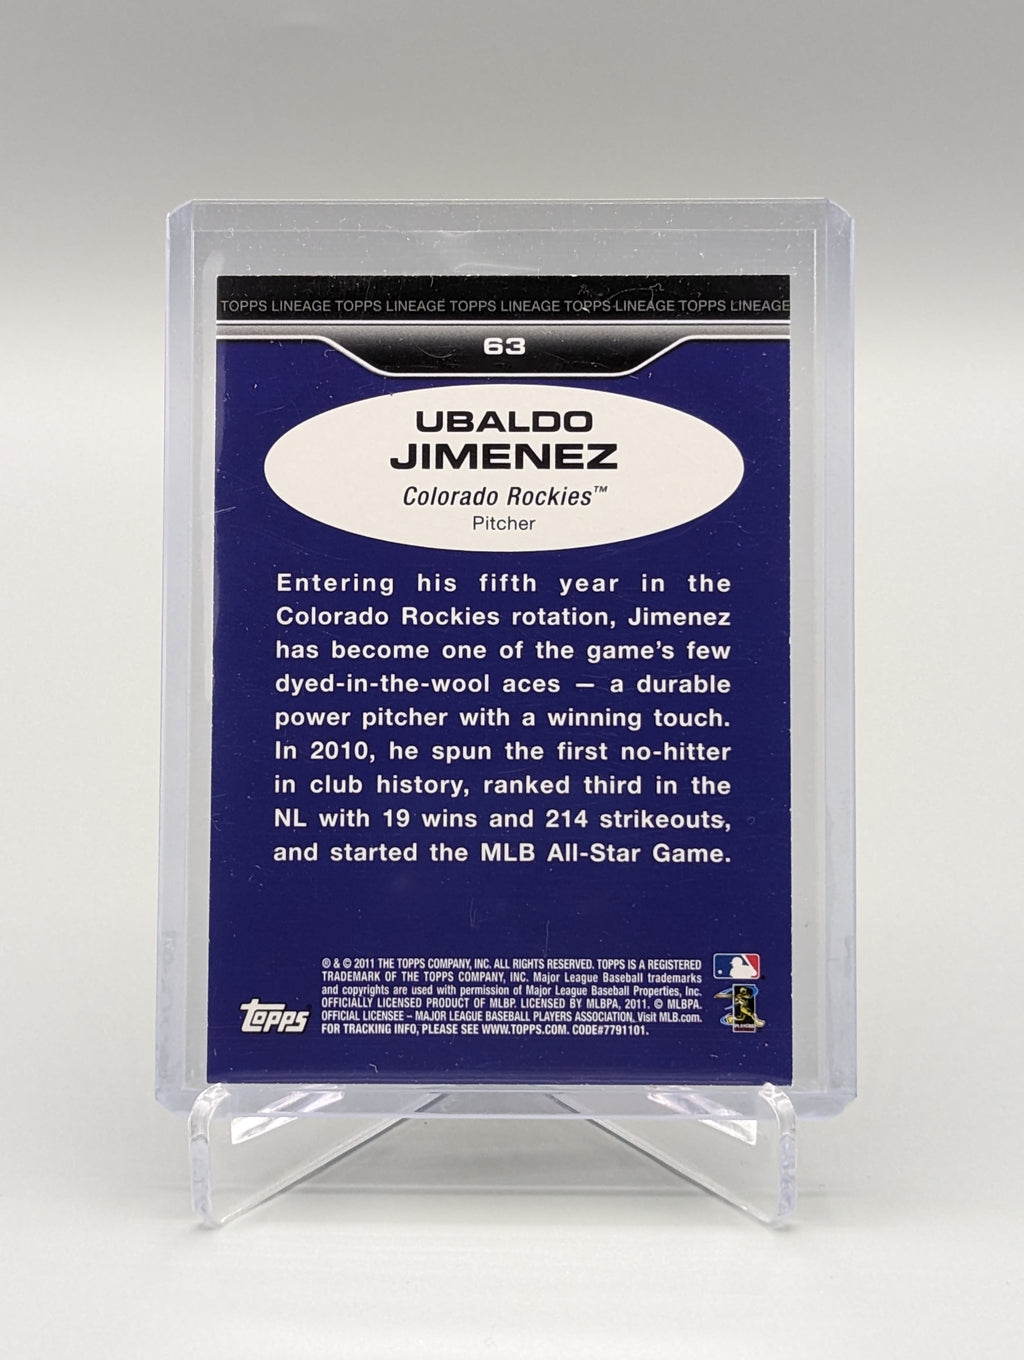 TOPPS LINEAGE TOPPS LINEAGE TOPPS LINEAGE TOPPS LINEAGE TOPPS LINEAGE
63
UBALDO
JIMENEZ
Colorado Rockies™
Pitcher
Entering his fifth year in the
Colorado Rockies rotation, Jimenez
has become one of the game's few
dyed-in-the-wool aces — a durable
power pitcher with a winning touch.
In 2010, he spun the first no-hitter
in club history, ranked third in the
NL with 19 wins and 214 strikeouts,
and started the MLB All-Star Game.
® & © 2011 THE TOPPS COMPANY, INC. ALL RIGHTS RESERVED. TOPPS IS A REGISTERED
TRADEMARK OF THE TOPPS COMPANY, INC. Major League Baseball trademarks
and copyrights are used with permission of Major League Baseball Properties, Inc.
OFFICIALLY LICENSED PRODUCT OF MLBP. LICENSED BY MLBPA, 2011. © MLBPA.
OFFICIAL LICENSEE – MAJOR LEAGUE BASEBALL PLAYERS ASSOCIATION. Visit MLB.com.
FOR TRACKING INFO, PLEASE SEE WWW.TOPPS.COM. CODE#7791101.
Topps